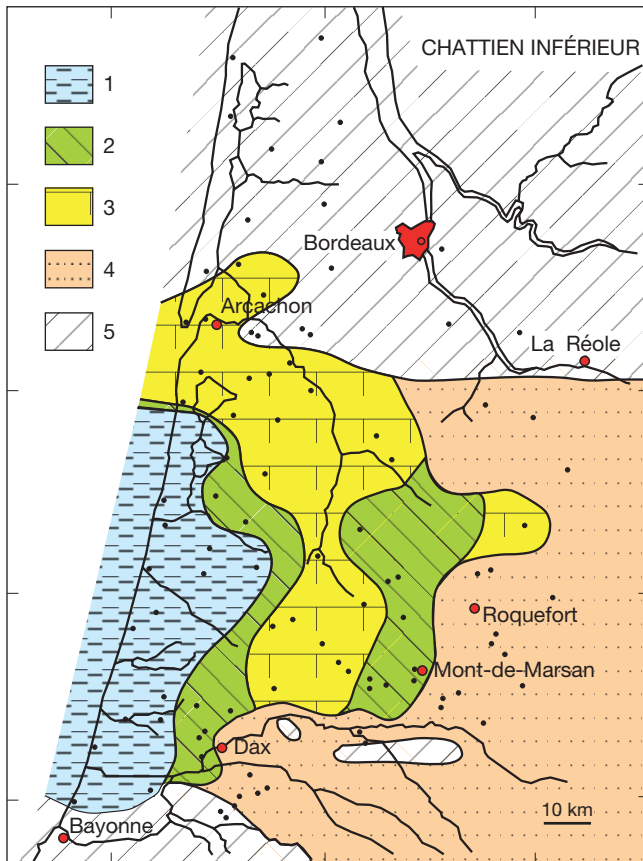 CHATTIEN INFÉRIEUR
1
2
3
4
5
Bordeaux
Arcachon
La Réole
Roquefort
Mont-de-Marsan
Dax
Bayonne
10 km